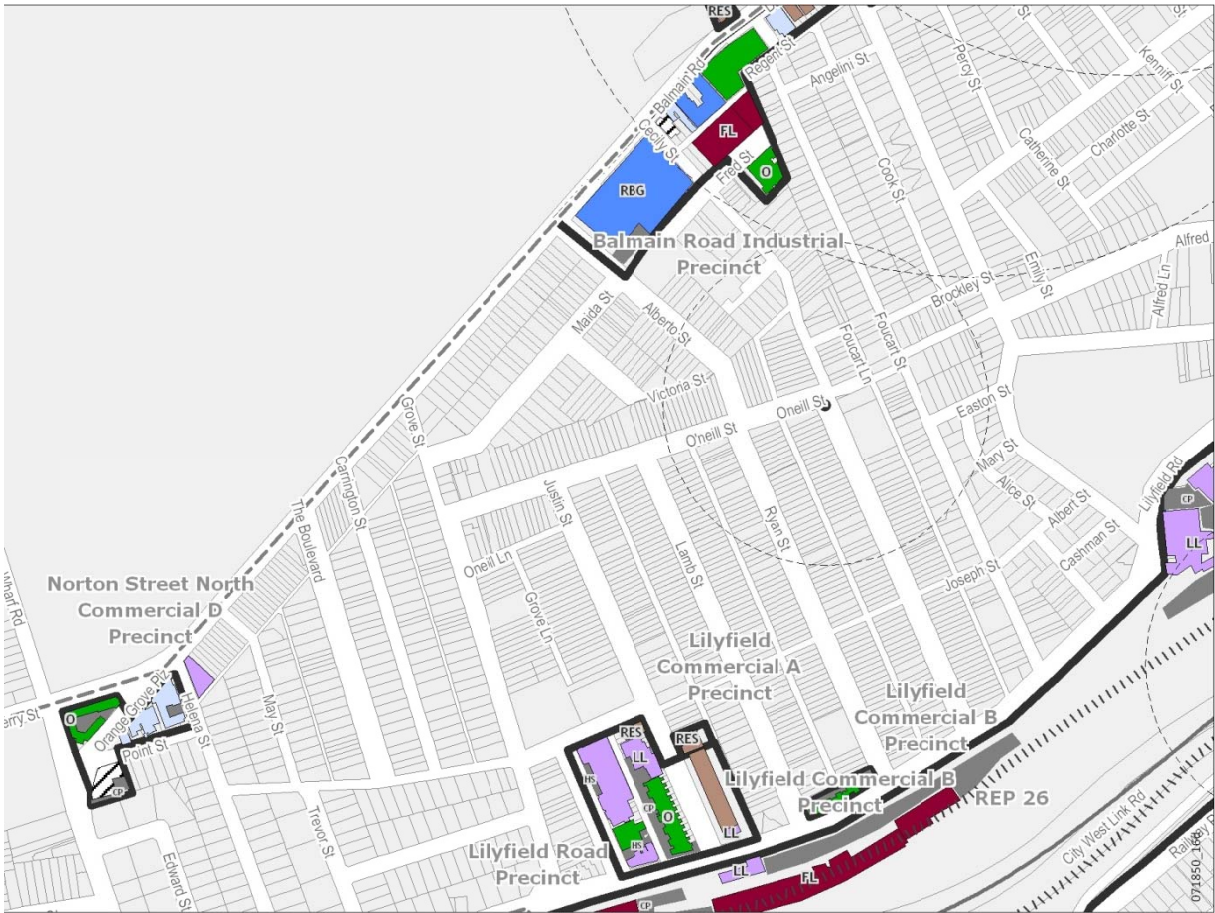 RES
Balmain Rd
Regent St
Angelini St
Percy St
Kenniff St
Charlotte St
Catherine St
Cook St
FL
Cecily St
Fred St
O
RBG
Balmain Road Industrial
Precinct
Emily St
Alfred
Alfred Ln
Brockley St
Maida St
Alberto St
Foucart St
Foucart Ln
Victoria St
Oneill St
O'neill St
Easton St
Grove St
Mary St
Alice St
Albert St
Lilyfield Rd
CP
LL
Cashman St
Carrington St
Justin St
Ryan St
The Boulevard
Oneil Ln
Lamb St
Joseph St
Grove Ln
Wharf Rd
Norton Street North
Commercial D
Precinct
Lilyfield
Commercial A
Precinct
Lilyfield
Commercial B
Precinct
erry St
O
Orange Grove Plz
Helena St
May St
Point St
CP
RES
RES
LL
HS
CP
O
HS
LL
Lilyfield Commercial B
Precinct
REP 26
Trevor St
Edward St
Lilyfield Road
Precinct
LL
FL
CP
City West Link Rd